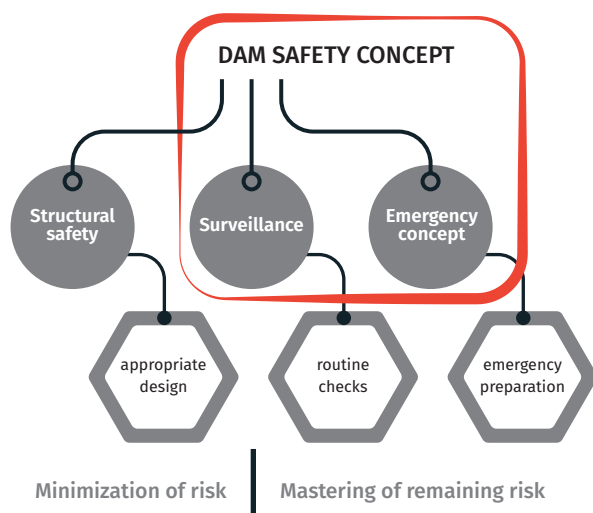 DAM SAFETY CONCEPT
Structural
safety
Surveillance
Emergency
concept
appropriate
design
routine
checks
emergency
preparation
Minimization of risk
Mastering of remaining risk